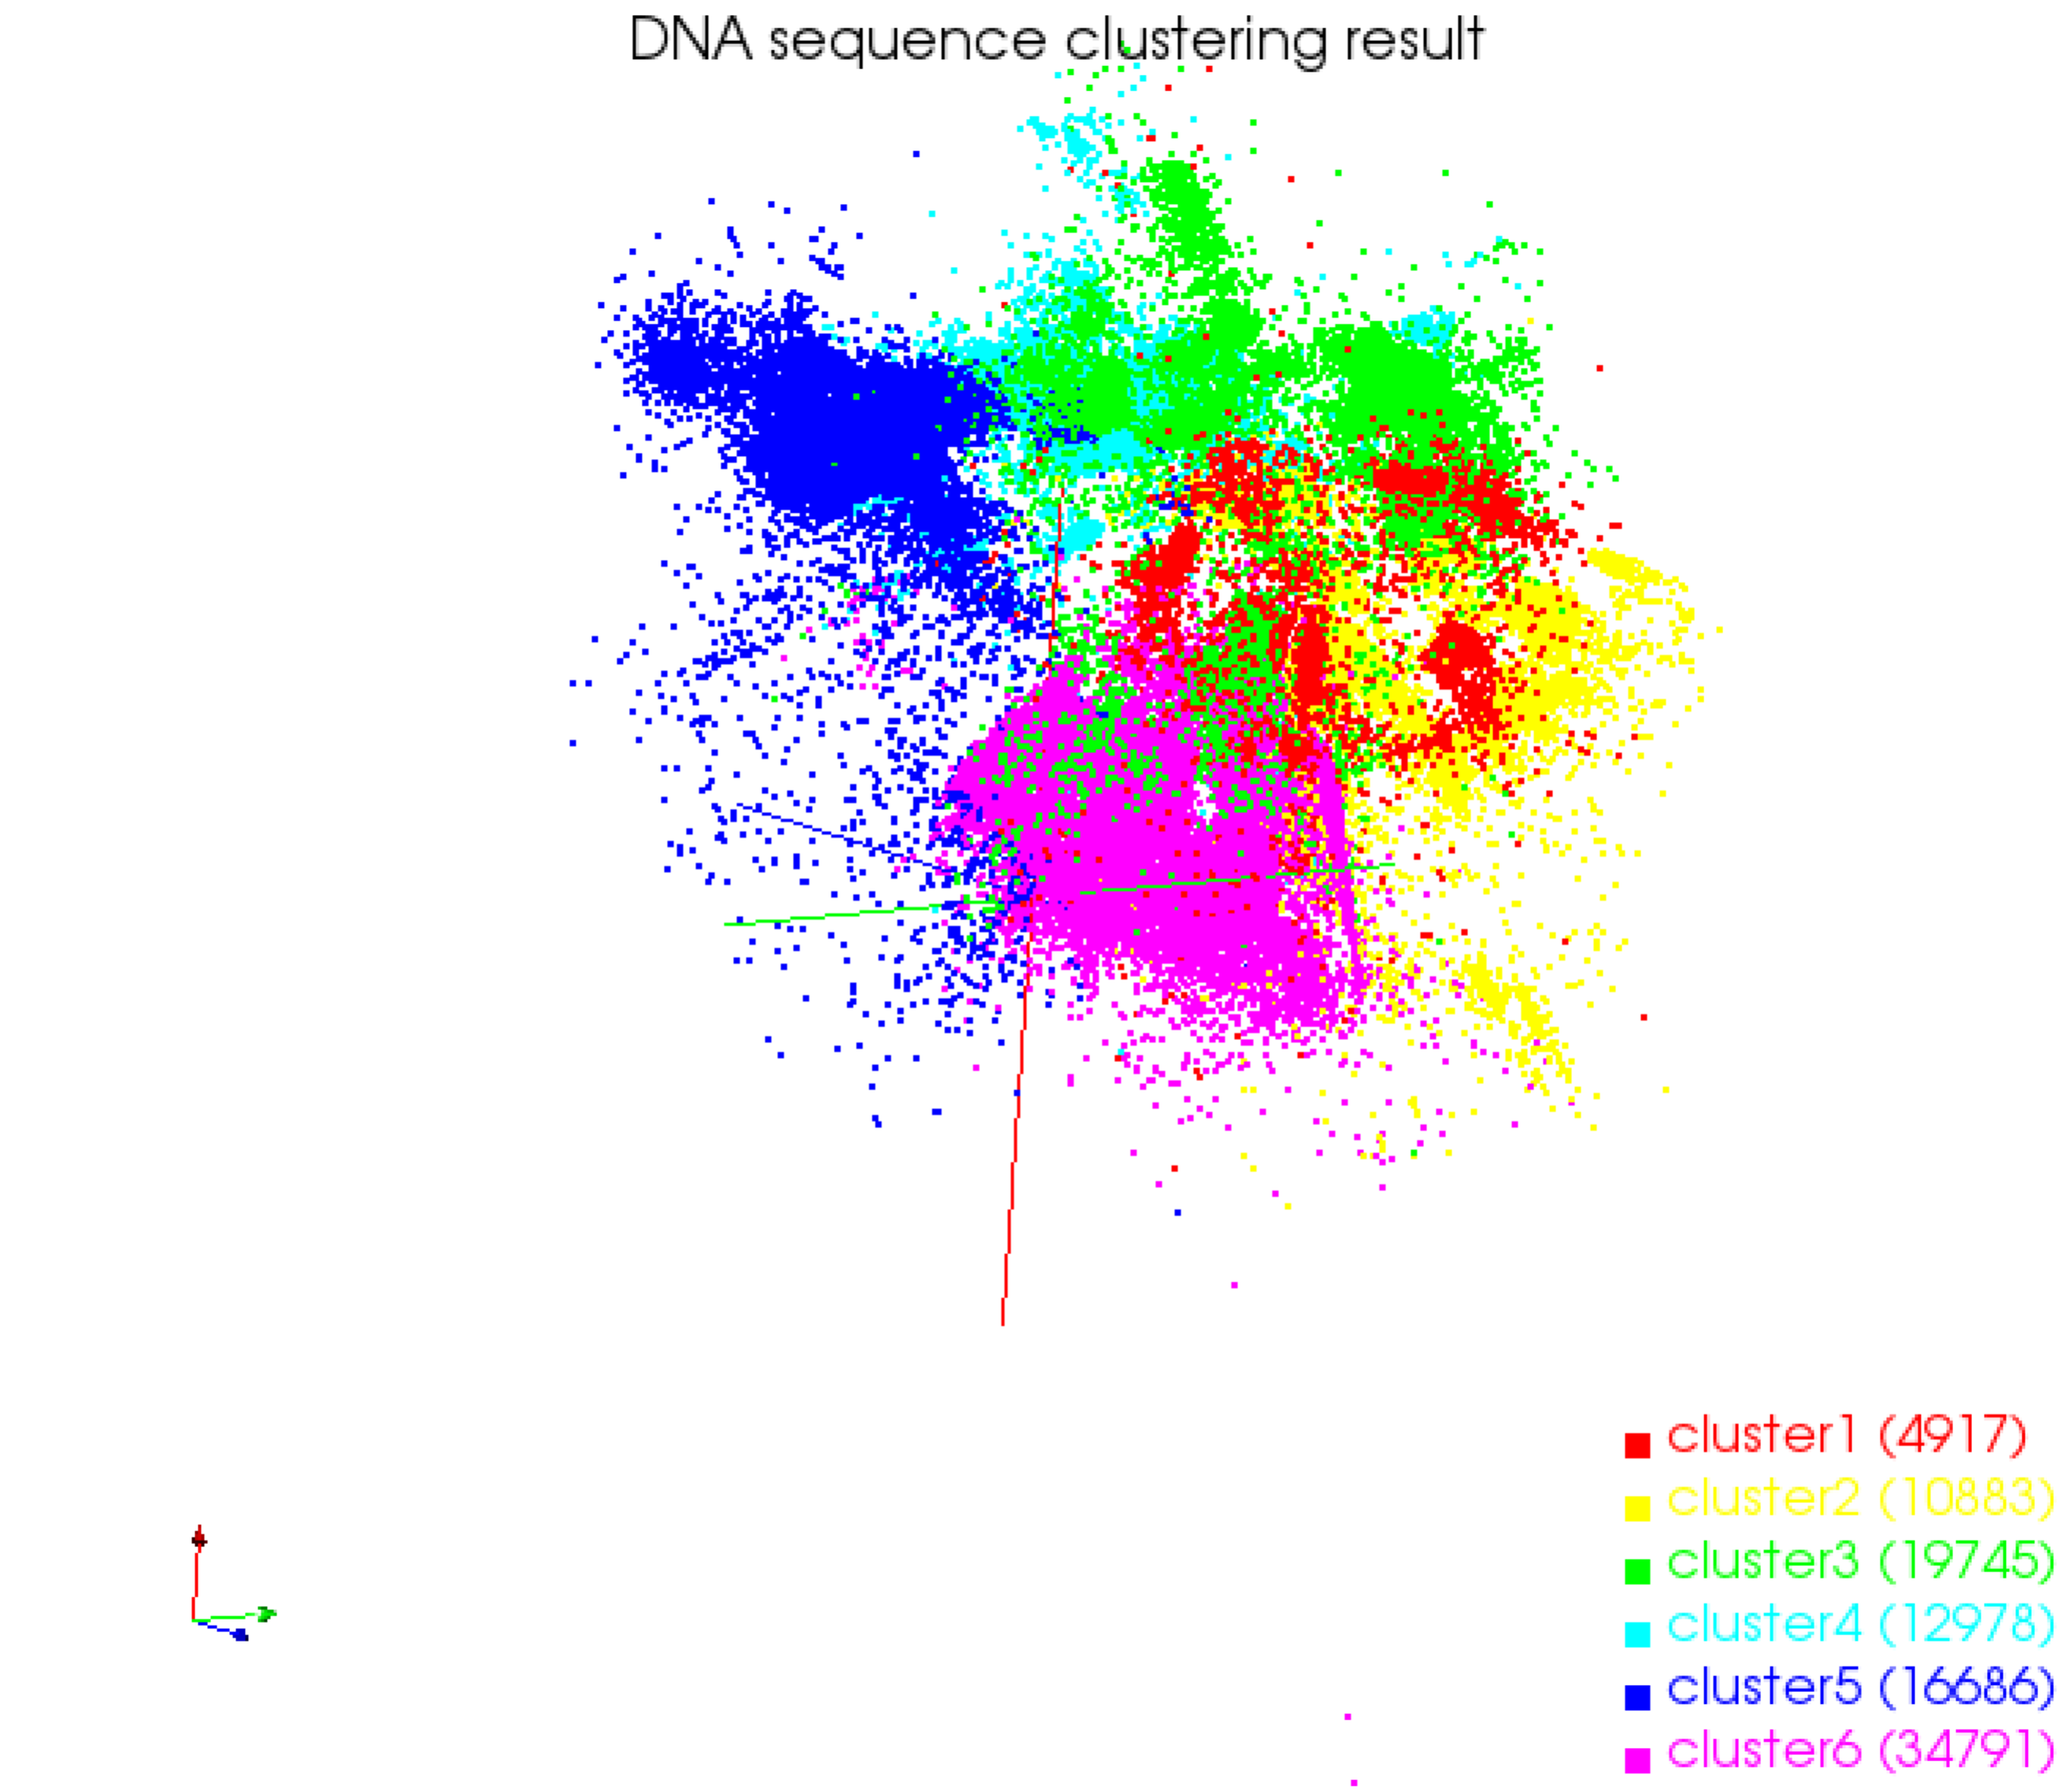 DNA sequence clustering result
cluster1 (4917)
cluster2 (10883)
cluster3 (19745)
cluster4 (12978)
cluster5 (16686)
cluster6 (34791)